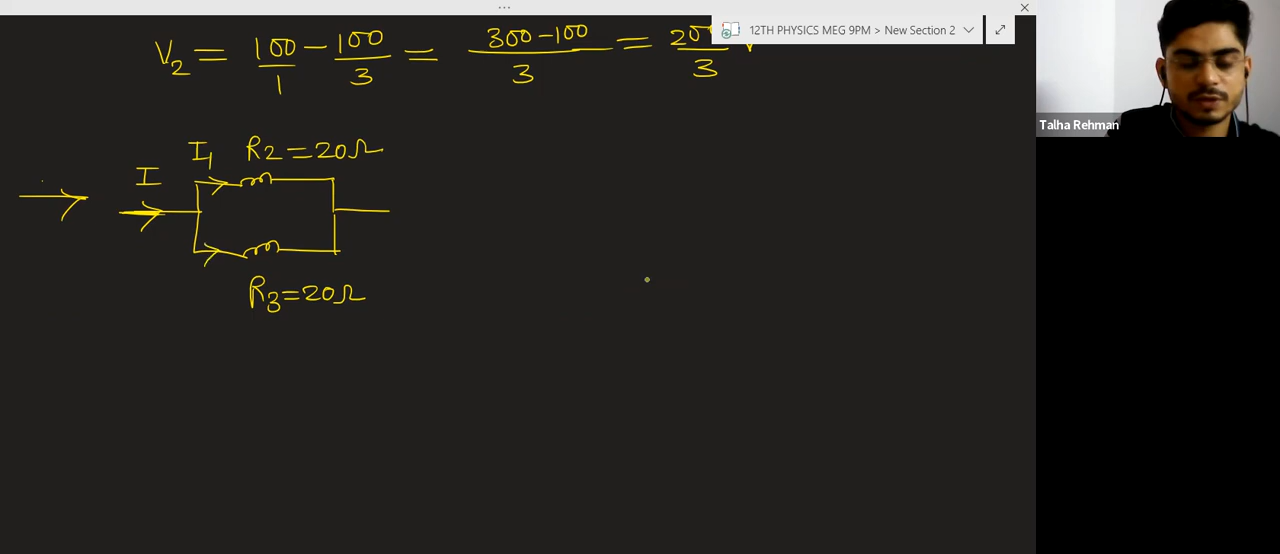 V₂ = 100/1 - 100/3 = 300-100/3 = 200/3
12TH PHYSICS MEG 9PM > New Section 2
Talha Rehman
I₁ R2=20Ω
I
R3=20Ω